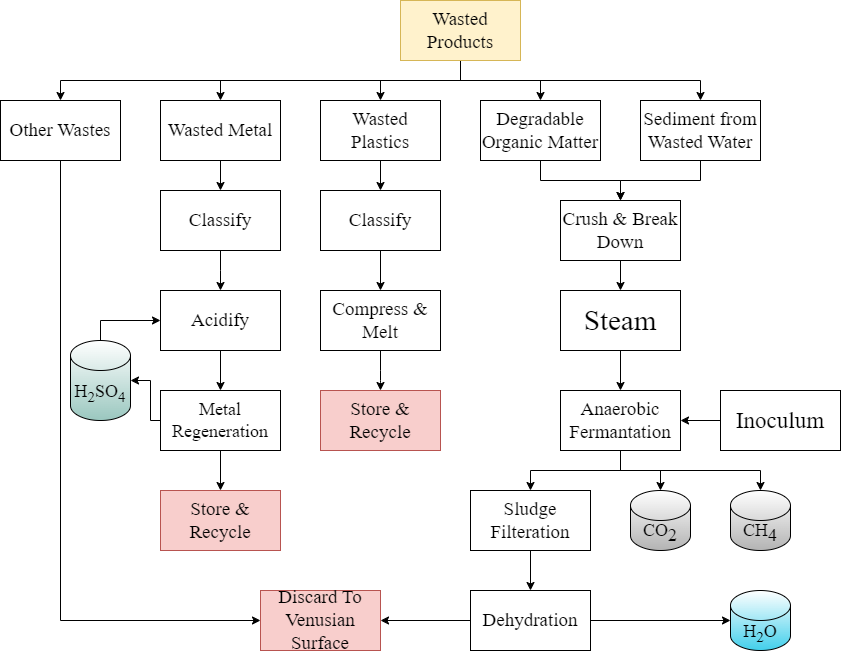 Wasted
Products
Other Wastes
Wasted Metal
Wasted
Plastics
Degradable
Organic Matter
Sediment from
Wasted Water
Classify
Classify
Crush & Break
Down
Acidify
Compress &
Melt
Steam
H₂SO₄
Metal
Regeneration
Store &
Recycle
Anaerobic
Fermantation
Inoculum
Store &
Recycle
Sludge
Filteration
CO₂
CH₄
Discard To
Venusian
Surface
Dehydration
H₂O